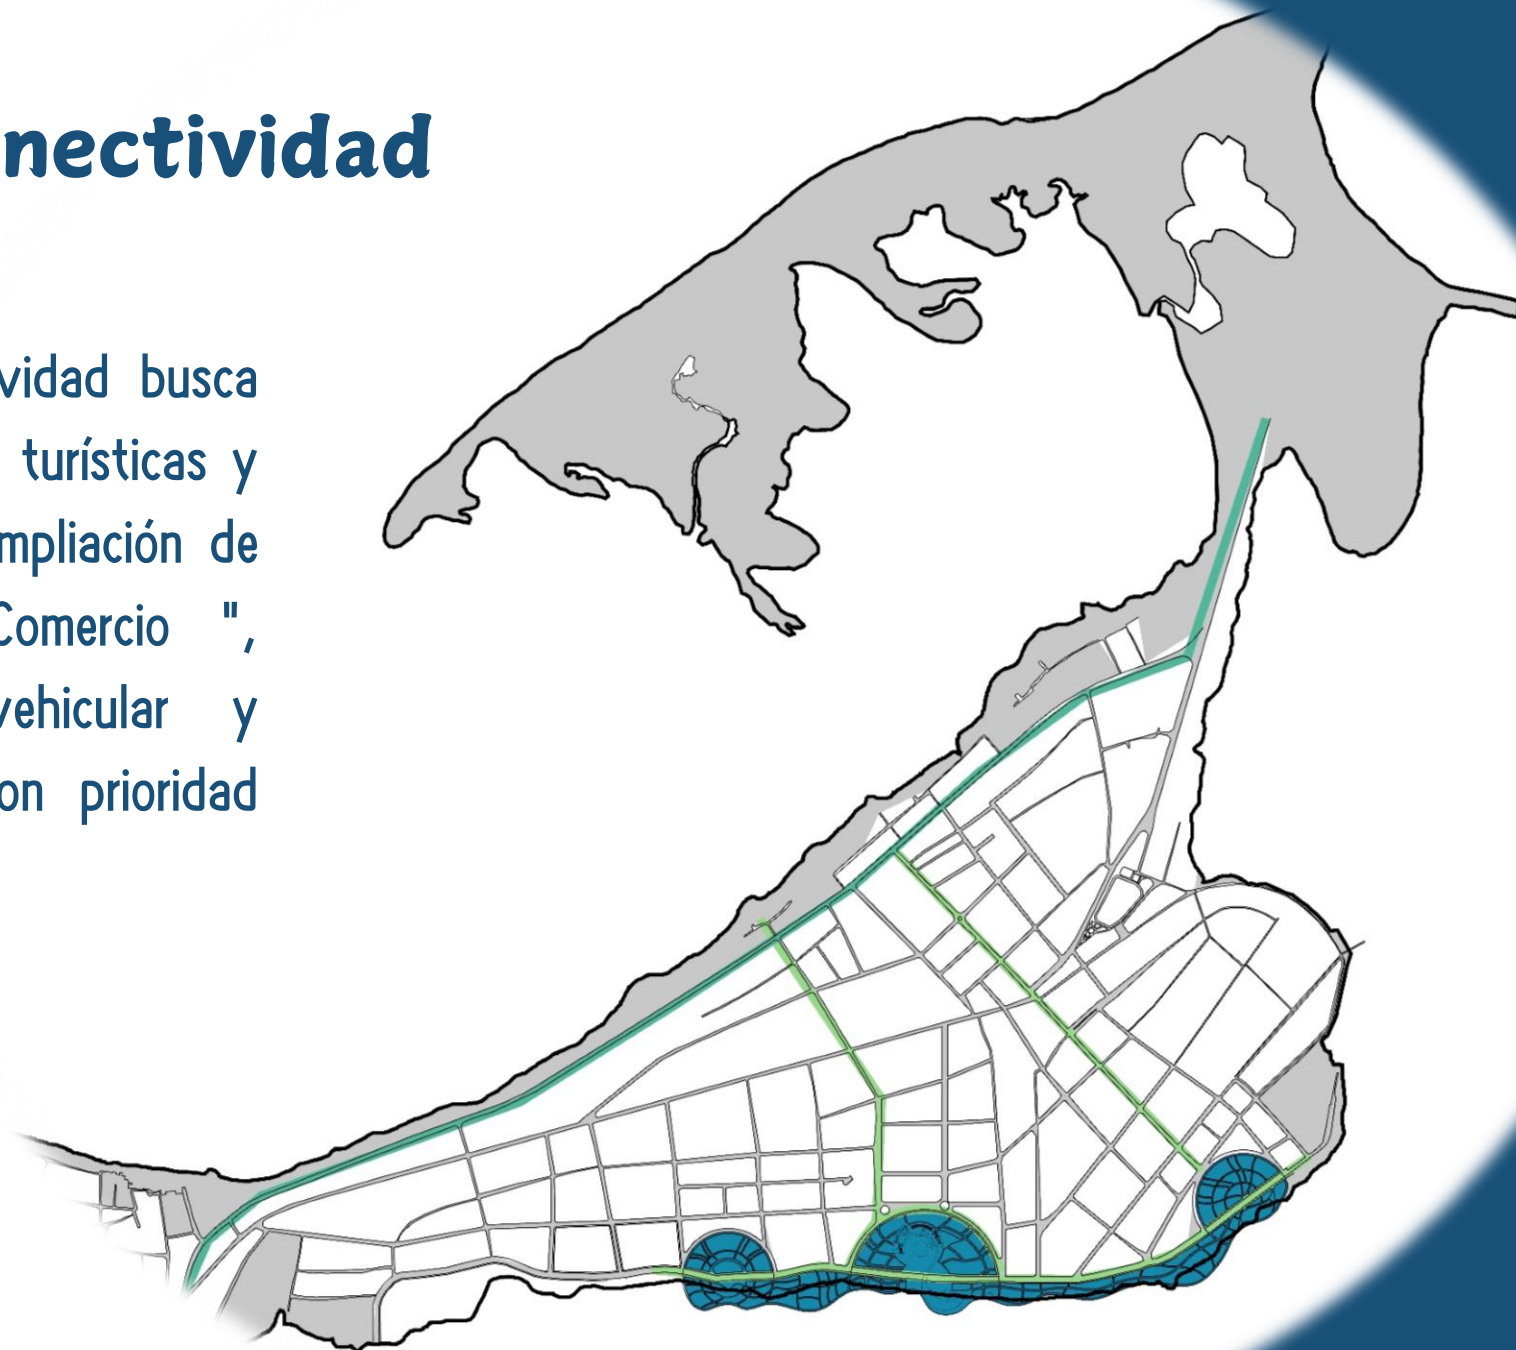 nectividad
vidad busca
turísticas y
mpliación de
Comercio ",
vehicular y
on prioridad